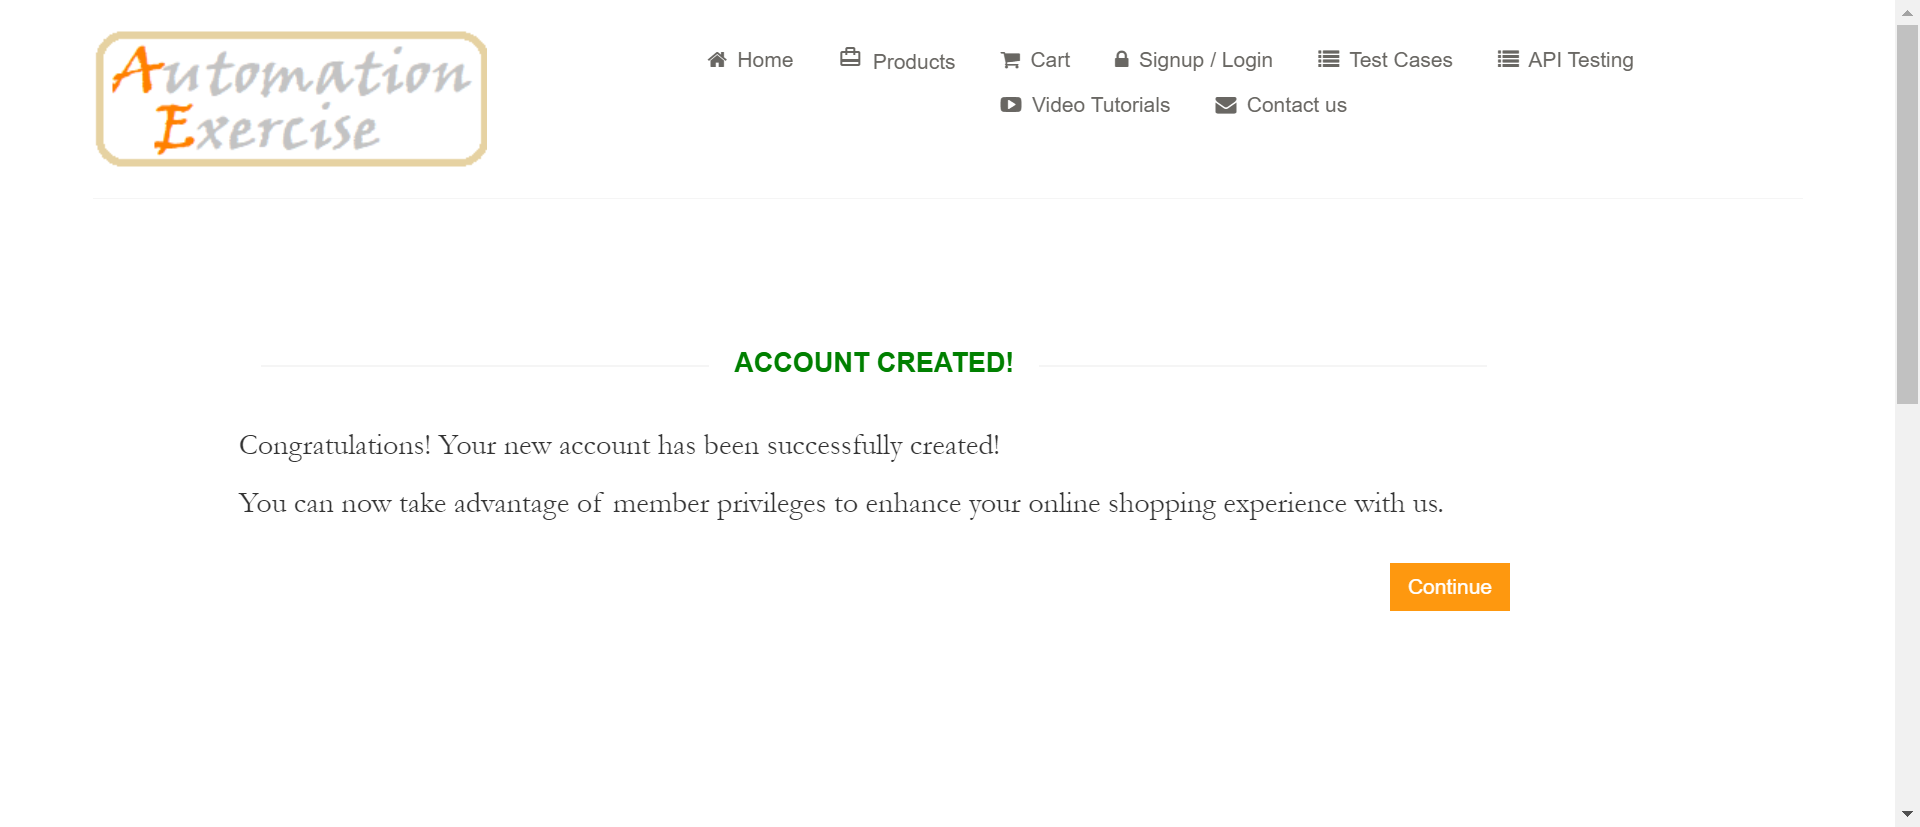 Automation
Exercise
Home Products Cart Signup / Login Test Cases API Testing
Video Tutorials Contact us
ACCOUNT CREATED!
Congratulations! Your new account has been successfully created!
You can now take advantage of member privileges to enhance your online shopping experience with us.
Continue